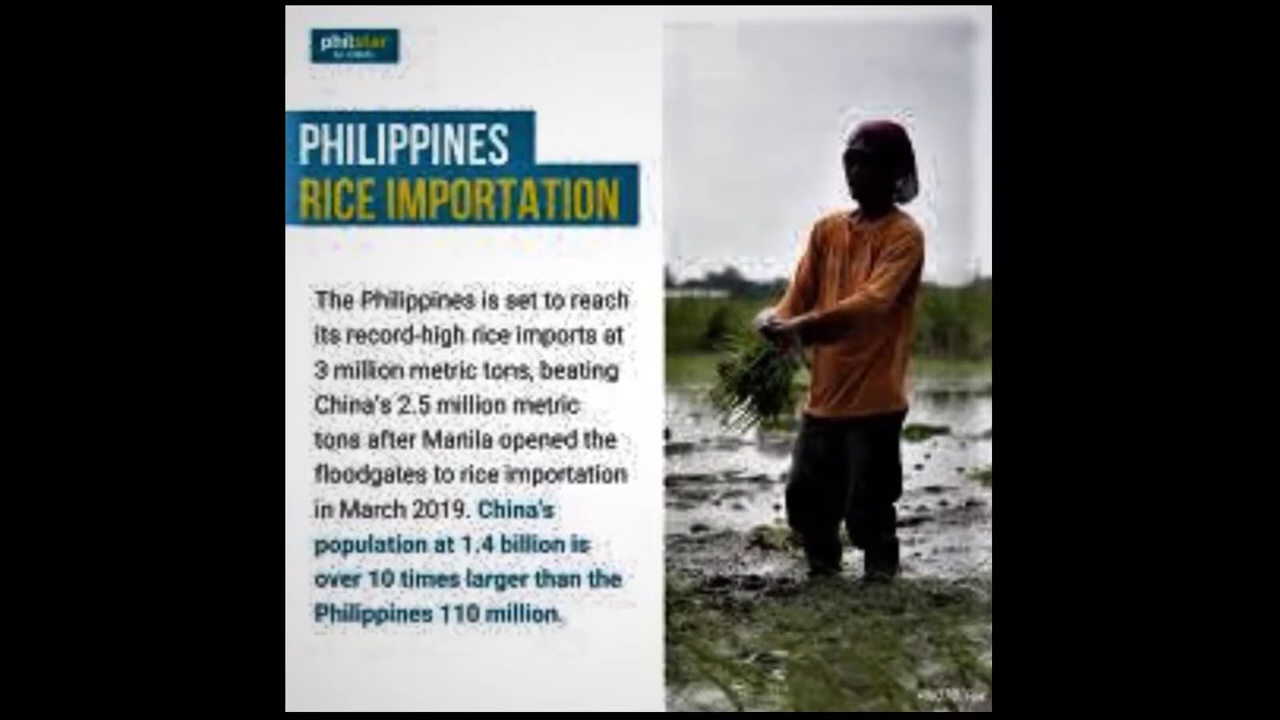 philstar
PHILIPPINES
RICE IMPORTATION
The Philippines is set to reach
its record-high rice imports at
3 million metric tons, beating
China's 2.5 million metric
tons after Manila opened the
floodgates to rice importation
in March 2019. China's
population at 1.4 billion is
over 10 times larger than the
Philippines 110 million.